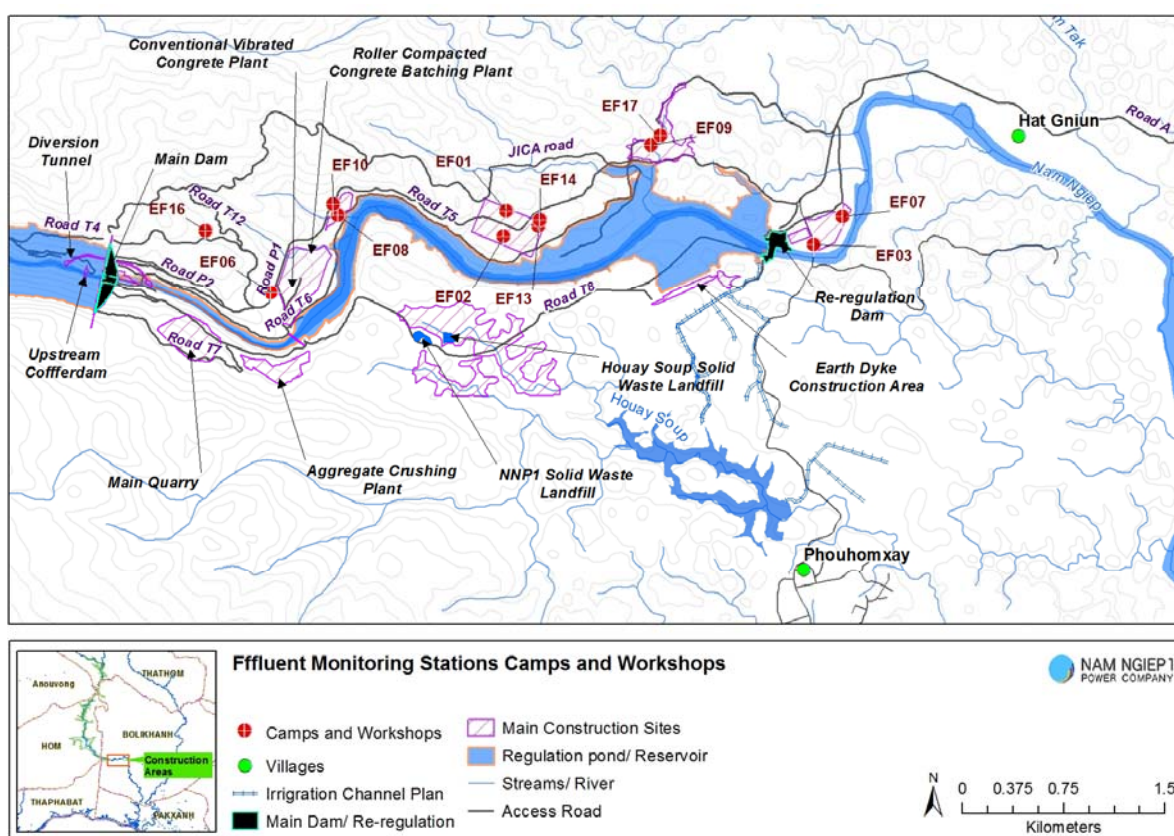 Conventional Vibrated
Concrete Plant
Roller Compacted
Concrete Batching Plant
Tak
EF17
EF09
Hat Gniun
Road A
Diversion
Tunnel
Main Dam
EF10
EF01
JICA road
EF14
Nam Ngiep
Road T4
EF16
Road T12
Road T5
EF07
EF06
Road P2
Road P1
EF08
EF03
Road T6
EF02
EF13
Road T8
Re-regulation
Dam
Upstream
Coffferdam
Road T7
Houay Soup Solid
Waste Landfill
Earth Dyke
Construction Area
Houay Soup
Main Quarry
Aggregate Crushing
Plant
NNP1 Solid Waste
Landfill
Phouhomxay
Fffluent Monitoring Stations Camps and Workshops
NAM NGIEP1
POWER COMPANY
Anouvong
THATHOM
BOLIKHANH
HOM
Construction
Areas
THAPHABAT
PAKXANH
Camps and Workshops
Villages
Irrigration Channel Plan
Main Dam/ Re-regulation
Main Construction Sites
Regulation pond/ Reservoir
Streams/ River
Access Road
N
0 0.375 0.75 1.5
Kilometers